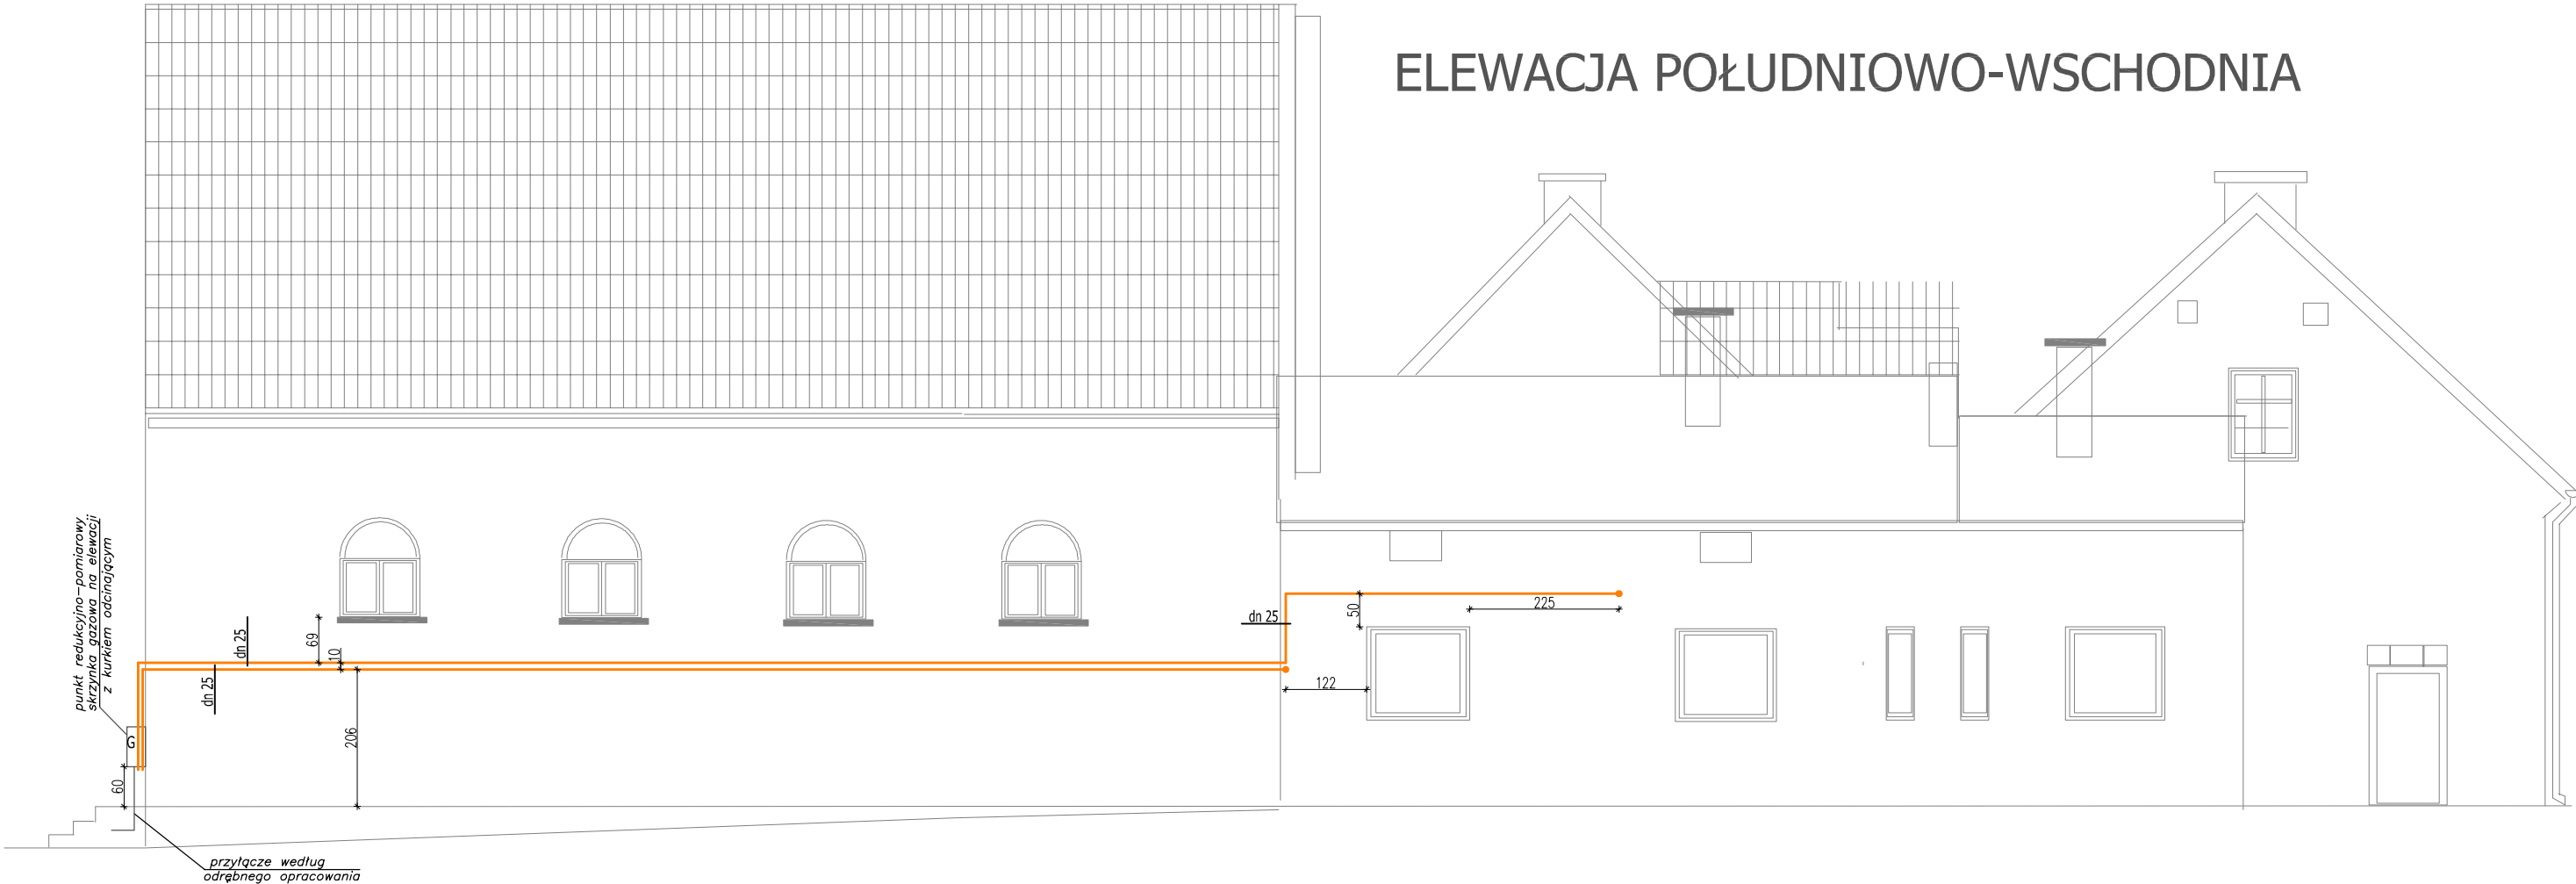 ELEWACJA POŁUDNIOWO-WSCHODNIA
punkt redukcyjno-pomiarowy
skrzynka gazowa na elewacji
z kurkiem odcinającym
G
60
dn 25
dn 25
69
10
206
dn 25
50
225
122
przyłącze według
odrębnego opracowania